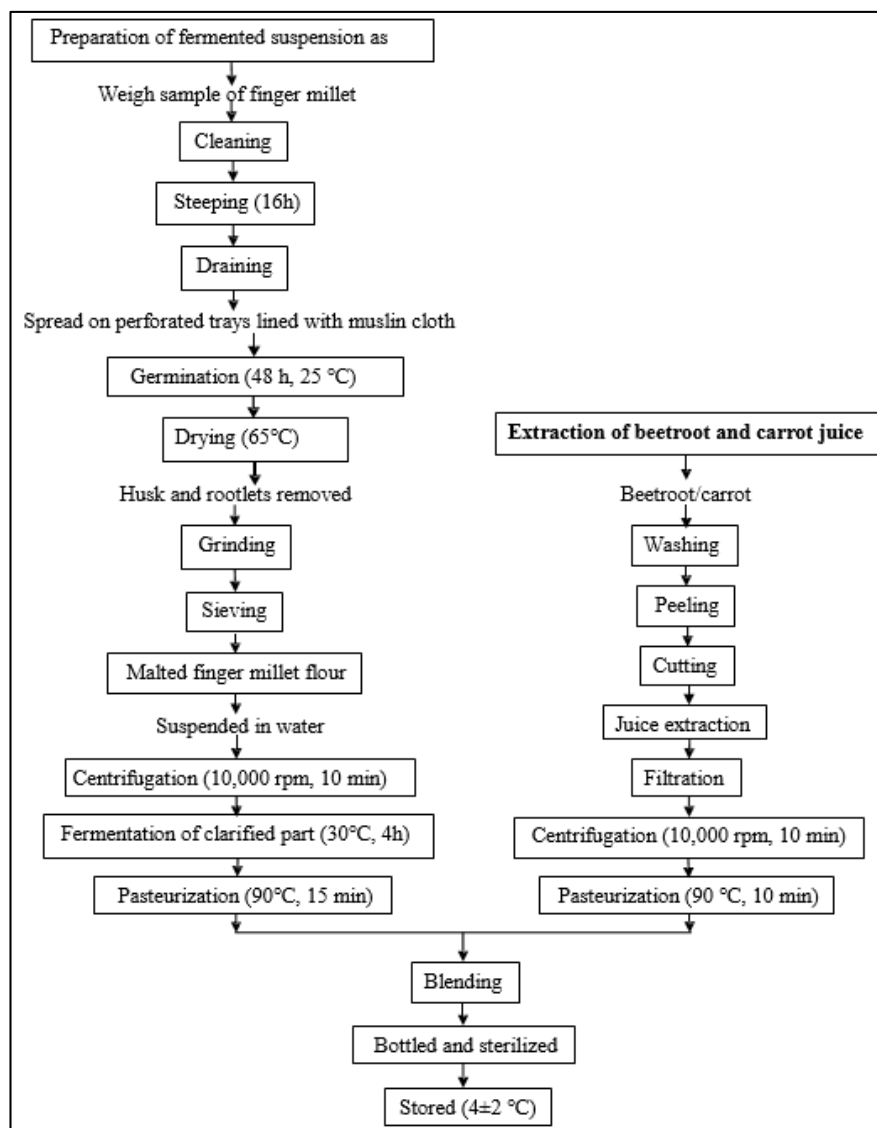 Preparation of fermented suspension as
Weigh sample of finger millet
Cleaning
Steeping (16h)
Draining
Spread on perforated trays lined with muslin cloth
Germination (48 h, 25 °C)
Drying (65°C)
Husk and rootlets removed
Grinding
Sieving
Malted finger millet flour
Suspended in water
Centrifugation (10,000 rpm, 10 min)
Fermentation of clarified part (30°C, 4h)
Pasteurization (90°C, 15 min)
Extraction of beetroot and carrot juice
Beetroot/carrot
Washing
Peeling
Cutting
Juice extraction
Filtration
Centrifugation (10,000 rpm, 10 min)
Pasteurization (90 °C, 10 min)
Blending
Bottled and sterilized
Stored (4±2 °C)